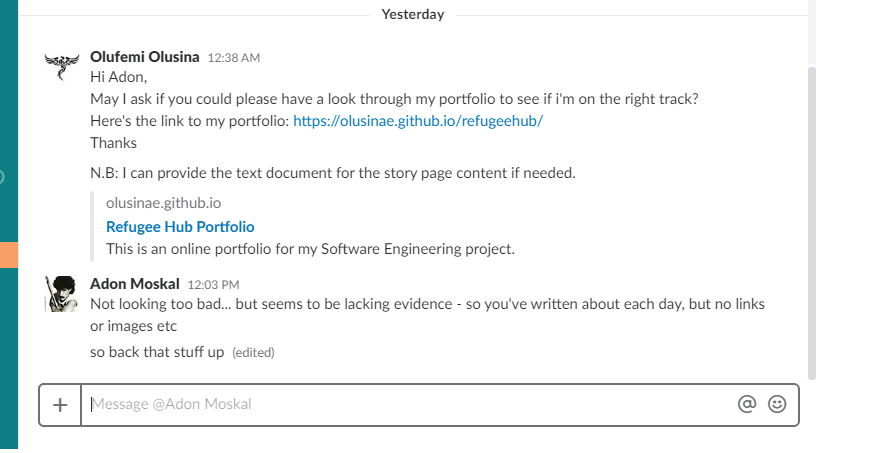 Yesterday
Olufemi Olusina 12:38 AM
Hi Adon,
May I ask if you could please have a look through my portfolio to see if i'm on the right track?
Here's the link to my portfolio: https://olusinae.github.io/refugeehub/
Thanks
N.B: I can provide the text document for the story page content if needed.
olusinae.github.io
Refugee Hub Portfolio
This is an online portfolio for my Software Engineering project.
Adon Moskal 12:03 PM
Not looking too bad... but seems to be lacking evidence - so you've written about each day, but no links
or images etc
so back that stuff up (edited)
Message @Adon Moskal